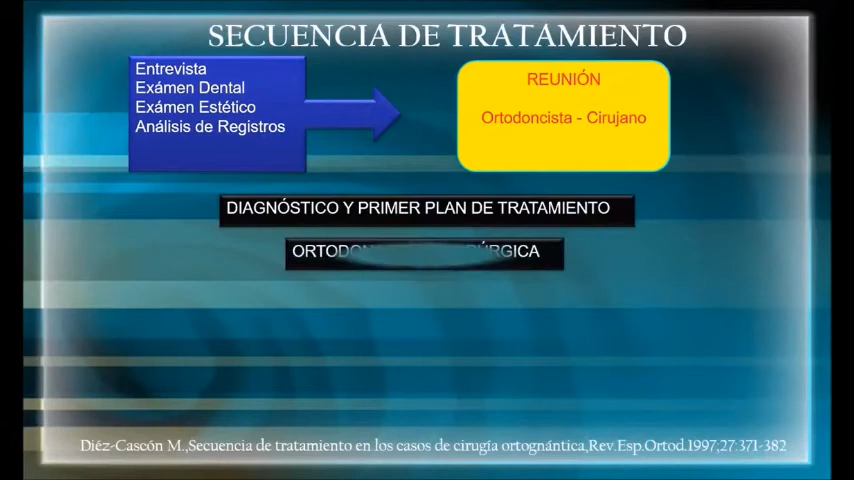 SECUENCIA DE TRATAMIENTO
Entrevista
Exámen Dental
Exámen Estético
Análisis de Registros
REUNIÓN
Ortodoncista - Cirujano
DIAGNÓSTICO Y PRIMER PLAN DE TRATAMIENTO
Diéz-Cascón M.,Secuencia de tratamiento en los casos de cirugía ortognántica,Rev.Esp.Ortod.1997;27:371-382